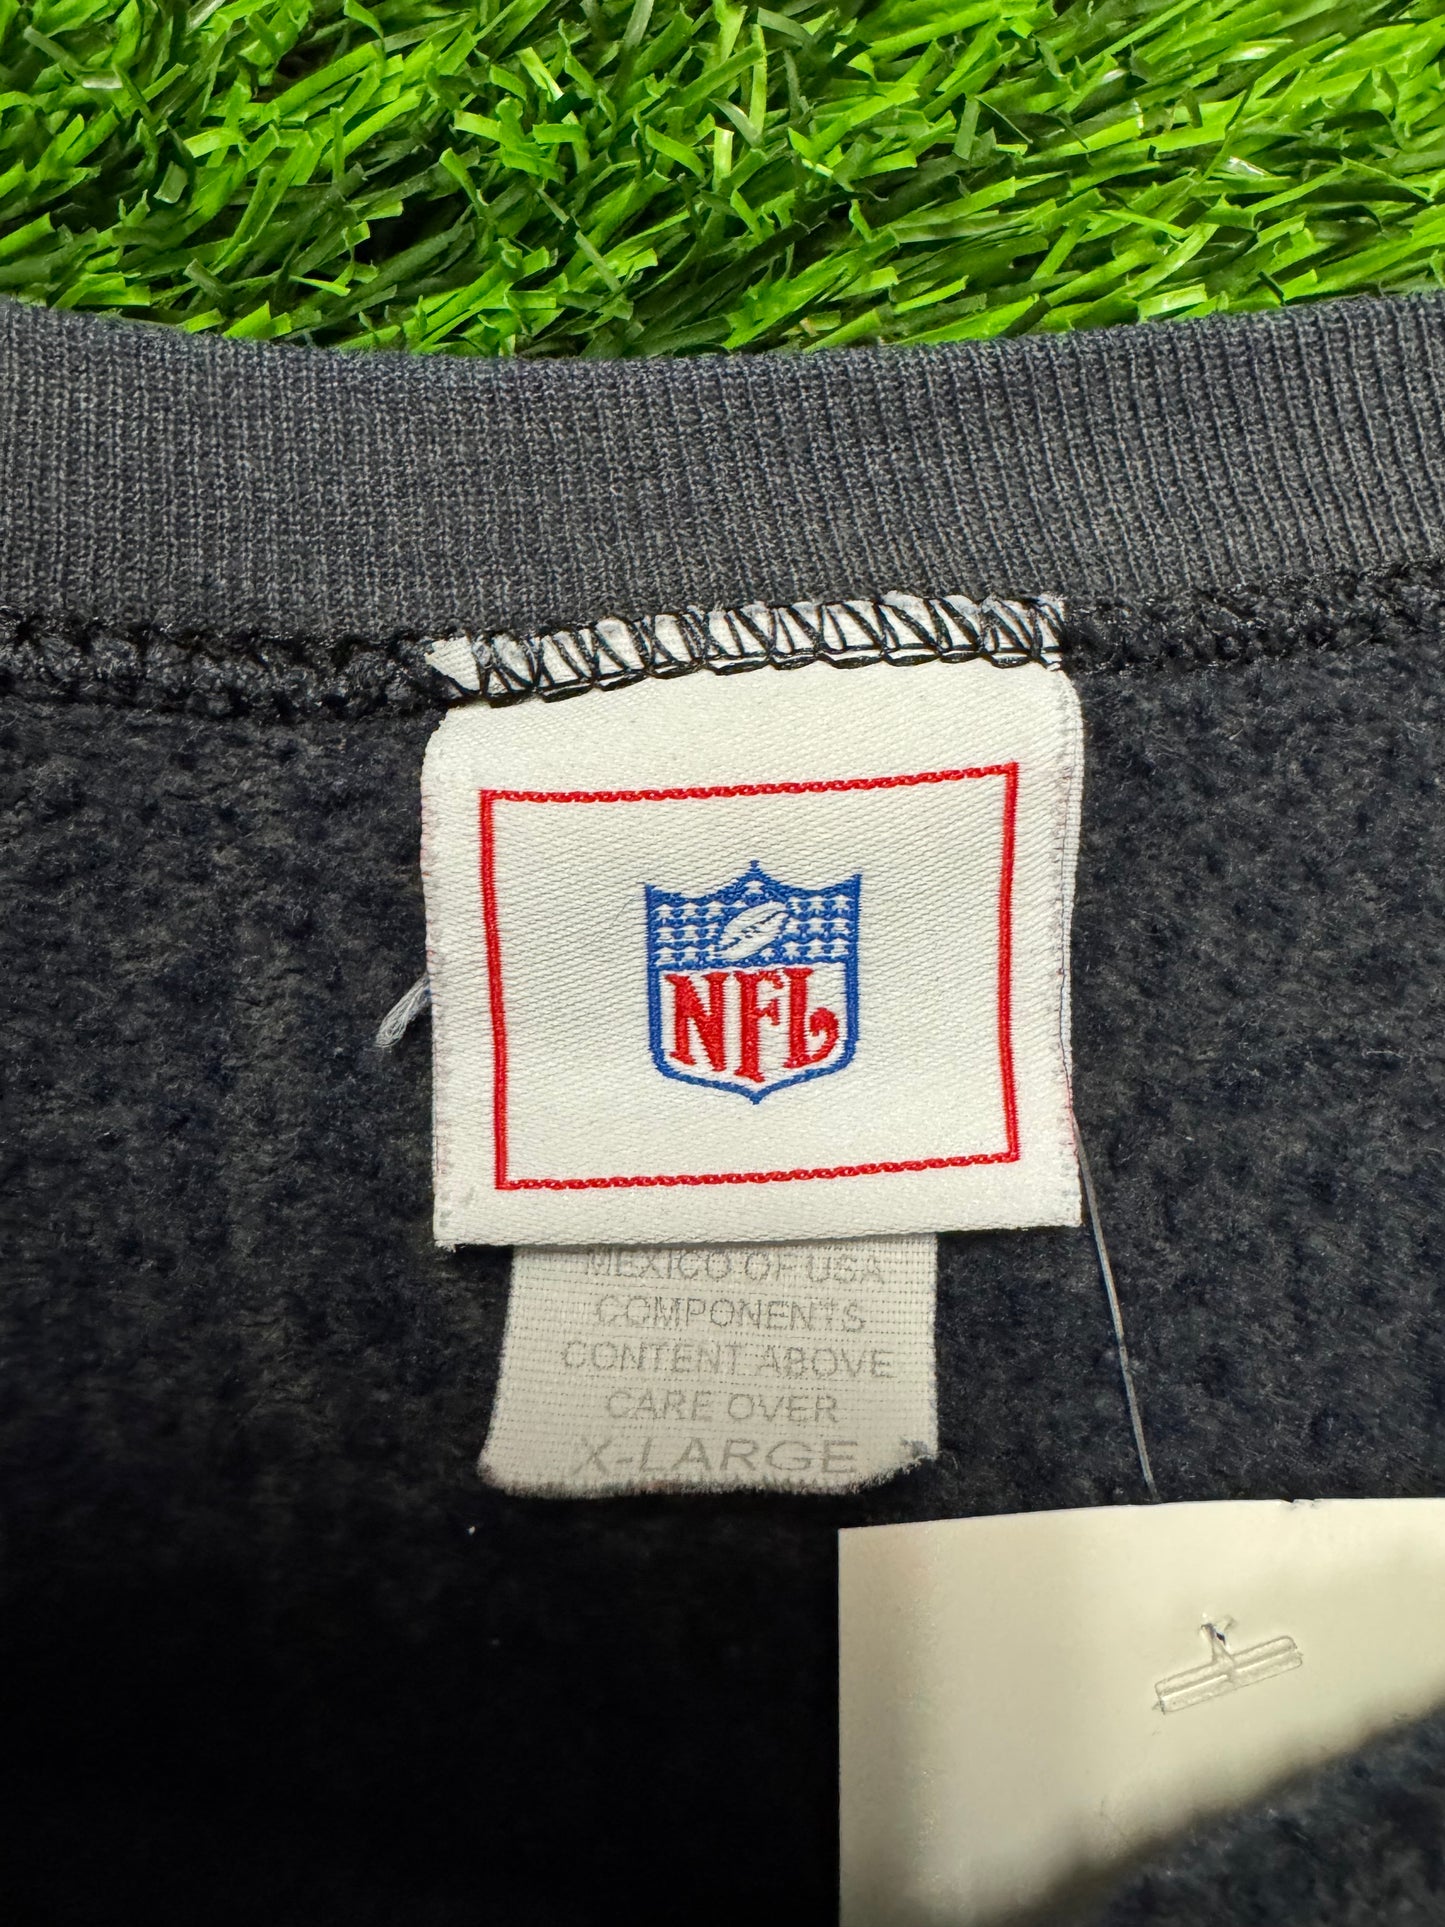 NFL
MEXICO OF USA
COMPONENTS
CONTENT ABOVE
CARE OVER
X-LARGE